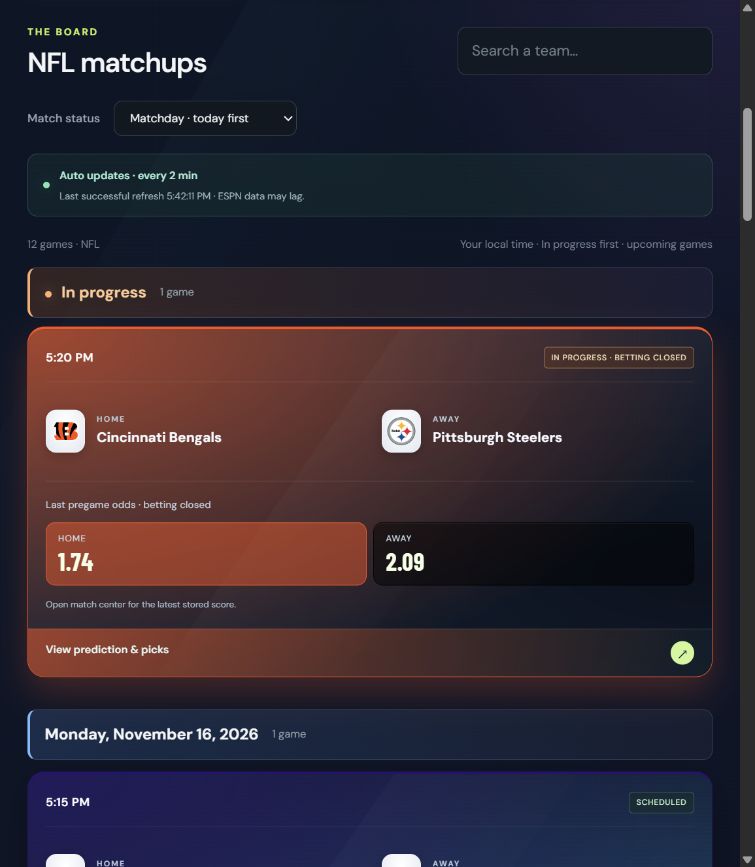 THE BOARD
NFL matchups
Search a team...
Match status
Matchday · today first
Auto updates · every 2 min
Last successful refresh 5:42:11 PM · ESPN data may lag.
12 games · NFL
Your local time · In progress first · upcoming games
In progress 1 game
5:20 PM
IN PROGRESS · BETTING CLOSED
HOME
Cincinnati Bengals
AWAY
Pittsburgh Steelers
Last pregame odds · betting closed
HOME
1.74
AWAY
2.09
Open match center for the latest stored score.
View prediction & picks
Monday, November 16, 2026 1 game
5:15 PM
SCHEDULED
HOME
AWAY